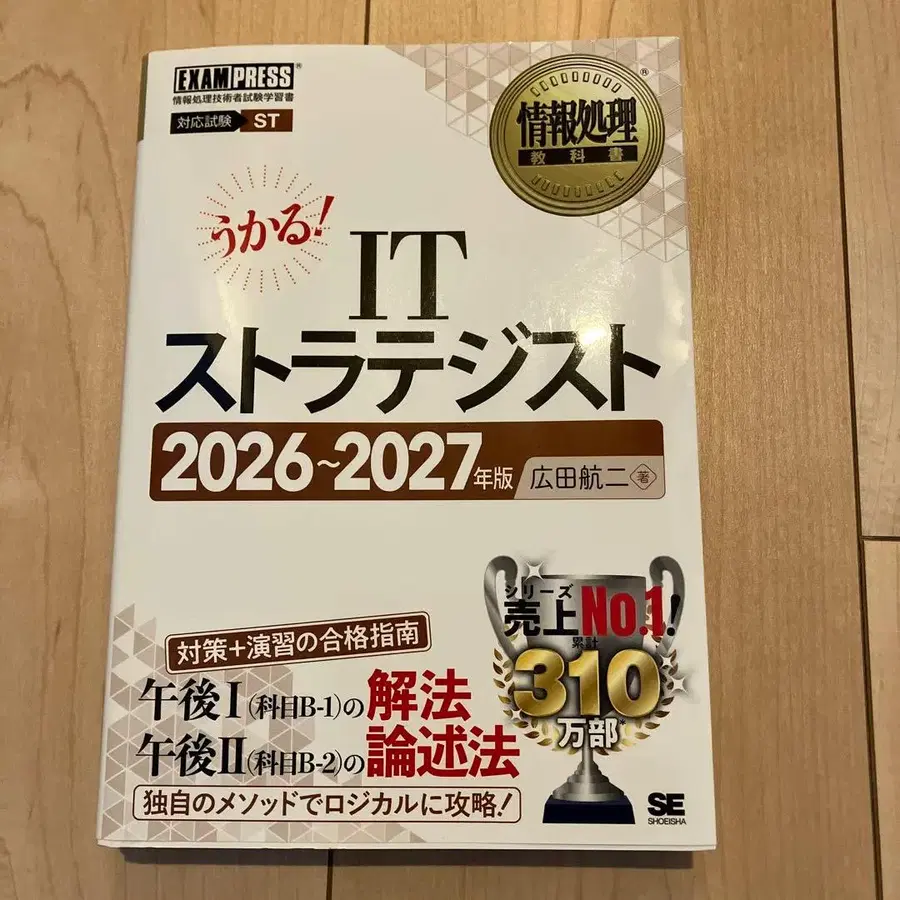 EXAMPRESS®
情報処理技術者試験学習書
対応試験 ST
情報処理®
教科書
うかる!
IT
ストラテジスト
2026~2027年版 広田航二 著
対策+演習の合格指南
午後I(科目B-1)の解法
午後II(科目B-2)の論述法
独自のメソッドでロジカルに攻略!
シリーズ
売上No.1!
累計
310
万部*
SE
SHOEISHA